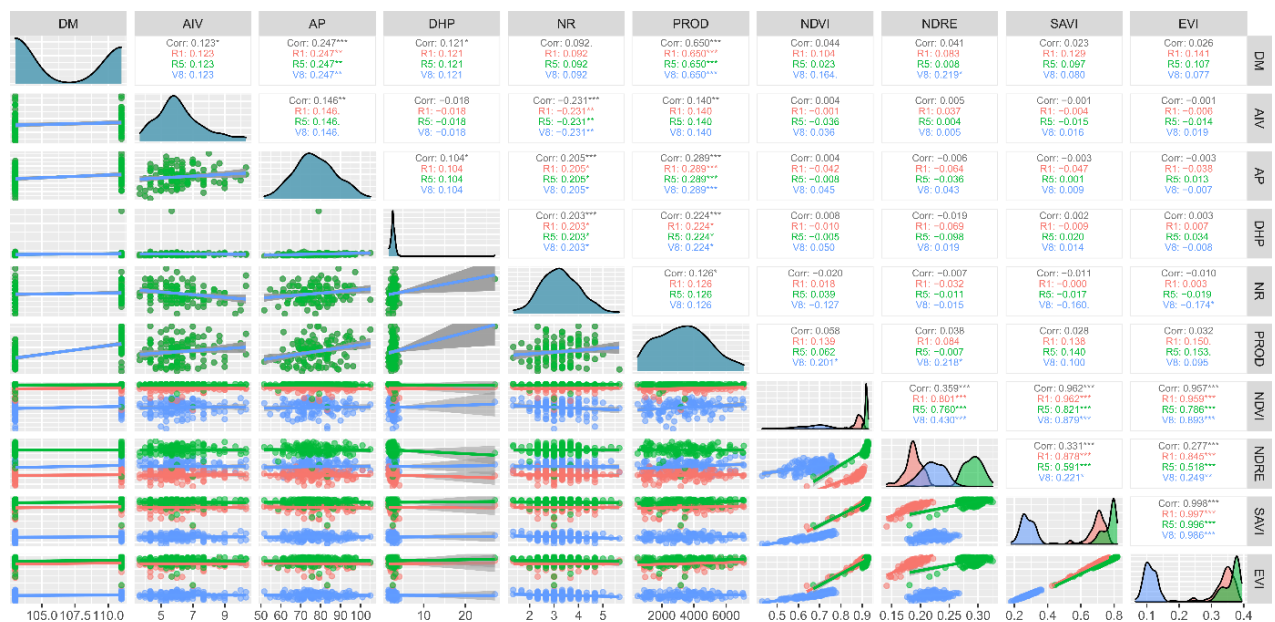 DM AIV AP DHP NR PROD NDVI NDRE SAVI EVI
Corr: 0.123* Corr: 0.247*** Corr: 0.121* Corr: 0.092. Corr: 0.650*** Corr: 0.044 Corr: 0.041 Corr: 0.023 Corr: 0.026
R1: 0.123 R1: 0.247** R1: 0.121 R1: 0.092 R1: 0.650*** R1: 0.104 R1: 0.083 R1: 0.129 R1: 0.141
R5: 0.123 R5: 0.247** R5: 0.121 R5: 0.092 R5: 0.650*** R5: 0.023 R5: 0.008 R5: 0.097 R5: 0.107
V8: 0.123 V8: 0.247** V8: 0.121 V8: 0.092 V8: 0.650*** V8: 0.164. V8: 0.219* V8: 0.080 V8: 0.077
DM
Corr: 0.146** Corr: −0.018 Corr: −0.231*** Corr: 0.140** Corr: 0.004 Corr: 0.005 Corr: −0.001 Corr: −0.001
R1: 0.146. R1: −0.018 R1: −0.231** R1: 0.140 R1: −0.001 R1: 0.037 R1: −0.004 R1: −0.006
R5: 0.146. R5: −0.018 R5: −0.231** R5: 0.140 R5: −0.036 R5: 0.004 R5: −0.015 R5: −0.014
V8: 0.146. V8: −0.018 V8: −0.231** V8: 0.140 V8: 0.036 V8: 0.005 V8: 0.016 V8: 0.019
AIV
Corr: 0.104* Corr: 0.205*** Corr: 0.289*** Corr: 0.004 Corr: −0.006 Corr: −0.003 Corr: −0.003
R1: 0.104 R1: 0.205* R1: 0.289*** R1: −0.042 R1: −0.064 R1: −0.047 R1: −0.038
R5: 0.104 R5: 0.205* R5: 0.289*** R5: −0.008 R5: −0.036 R5: 0.001 R5: 0.013
V8: 0.104 V8: 0.205* V8: 0.289*** V8: 0.045 V8: 0.043 V8: 0.009 V8: −0.007
AP
Corr: 0.203*** Corr: 0.224*** Corr: 0.008 Corr: −0.019 Corr: 0.002 Corr: 0.003
R1: 0.203* R1: 0.224* R1: −0.010 R1: −0.069 R1: −0.009 R1: 0.007
R5: 0.203* R5: 0.224* R5: −0.005 R5: −0.098 R5: 0.020 R5: 0.034
V8: 0.203* V8: 0.224* V8: 0.050 V8: 0.019 V8: 0.014 V8: −0.008
DHP
Corr: 0.126* Corr: −0.020 Corr: −0.007 Corr: −0.011 Corr: −0.010
R1: 0.126 R1: 0.018 R1: −0.032 R1: −0.000 R1: 0.003
R5: 0.126 R5: 0.039 R5: −0.011 R5: −0.017 R5: −0.019
V8: 0.126 V8: −0.127 V8: −0.015 V8: −0.160. V8: −0.174*
NR
Corr: 0.058 Corr: 0.038 Corr: 0.028 Corr: 0.032
R1: 0.139 R1: 0.084 R1: 0.138 R1: 0.150.
R5: 0.062 R5: −0.007 R5: 0.140 R5: 0.153.
V8: 0.201* V8: 0.218* V8: 0.100 V8: 0.095
PROD
Corr: 0.359*** Corr: 0.962*** Corr: 0.957***
R1: 0.801*** R1: 0.962*** R1: 0.959***
R5: 0.760*** R5: 0.821*** R5: 0.786***
V8: 0.430*** V8: 0.879*** V8: 0.893***
NDVI
Corr: 0.331*** Corr: 0.277***
R1: 0.878*** R1: 0.845***
R5: 0.591*** R5: 0.518***
V8: 0.221* V8: 0.249**
NDRE
Corr: 0.998***
R1: 0.997***
R5: 0.996***
V8: 0.986***
SAVI
EVI
105.0 107.5 110.0 5 7 9 50 60 70 80 90 100 10 20 2 3 4 5 2000 4000 6000 0.5 0.6 0.7 0.8 0.9 0.15 0.20 0.25 0.30 0.2 0.4 0.6 0.8 0.1 0.2 0.3 0.4